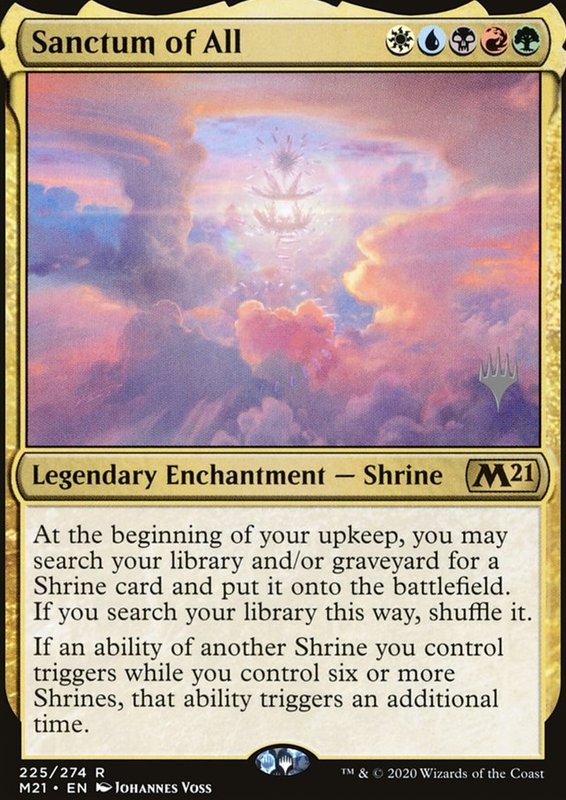 Sanctum of All
Legendary Enchantment — Shrine
M21
At the beginning of your upkeep, you may
search your library and/or graveyard for a
Shrine card and put it onto the battlefield.
If you search your library this way, shuffle it.
If an ability of another Shrine you control
triggers while you control six or more
Shrines, that ability triggers an additional
time.
225/274 R
M21 • EN Johannes Voss
™ & © 2020 Wizards of the Coast